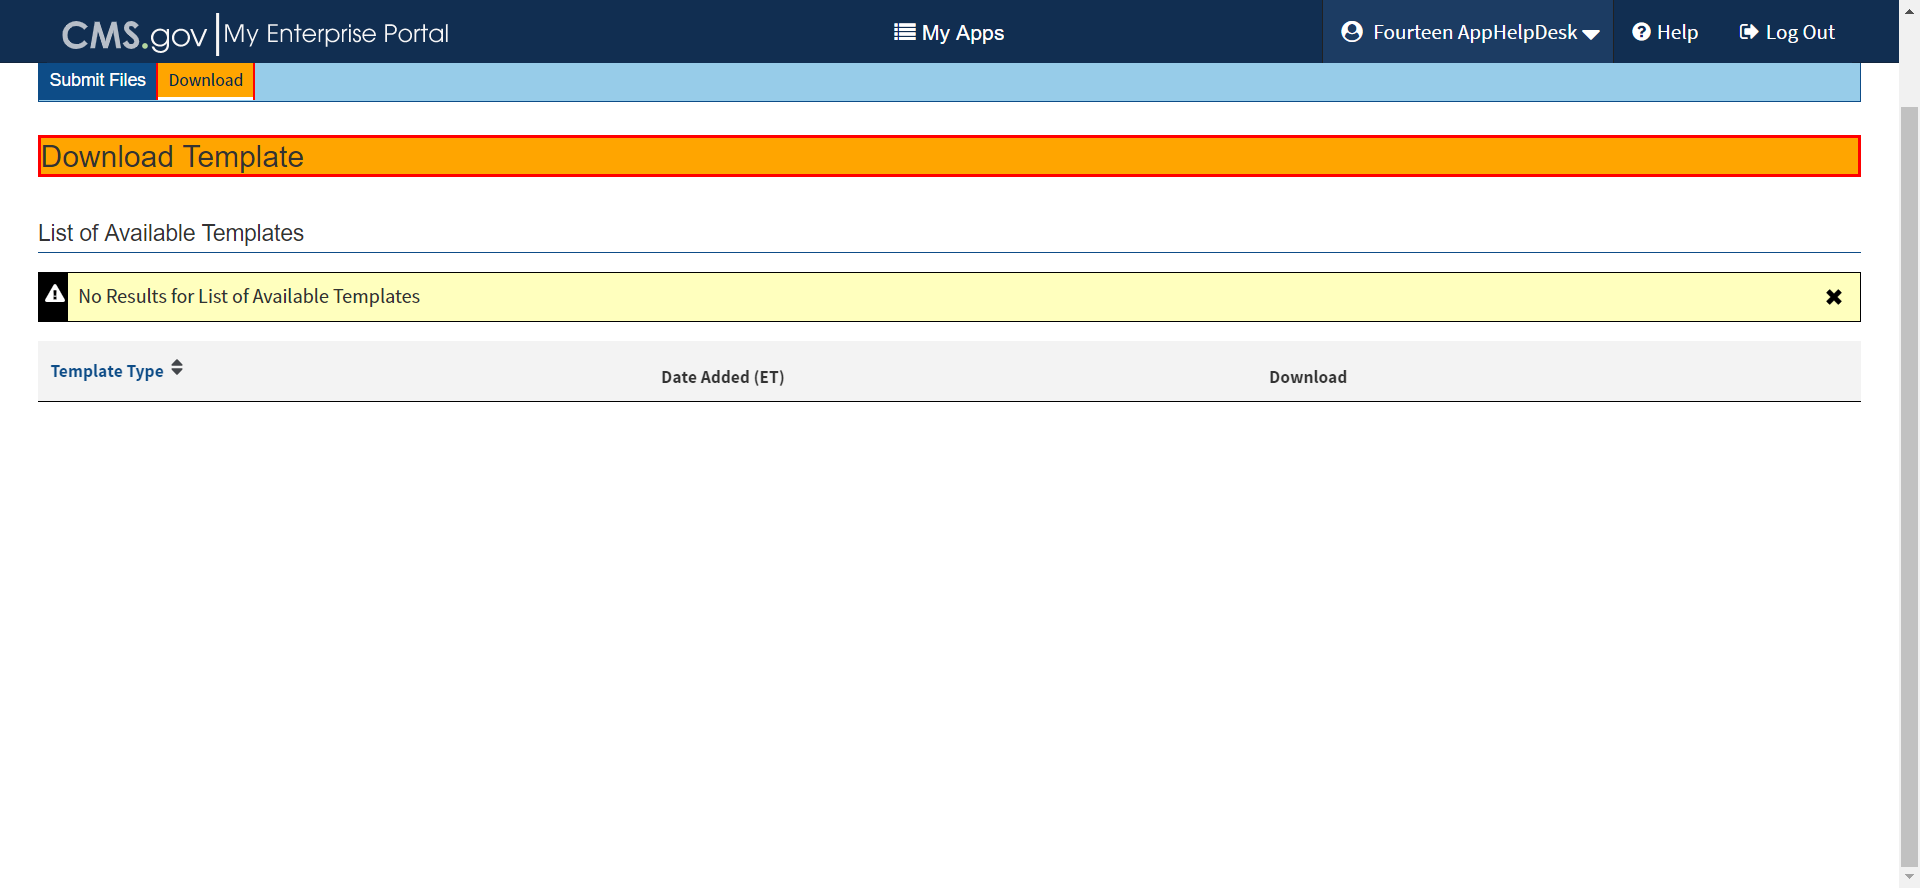 CMS.gov My Enterprise Portal
My Apps
Fourteen AppHelpDesk
Help
Log Out
Submit Files
Download
Download Template
List of Available Templates
No Results for List of Available Templates
Template Type
Date Added (ET)
Download